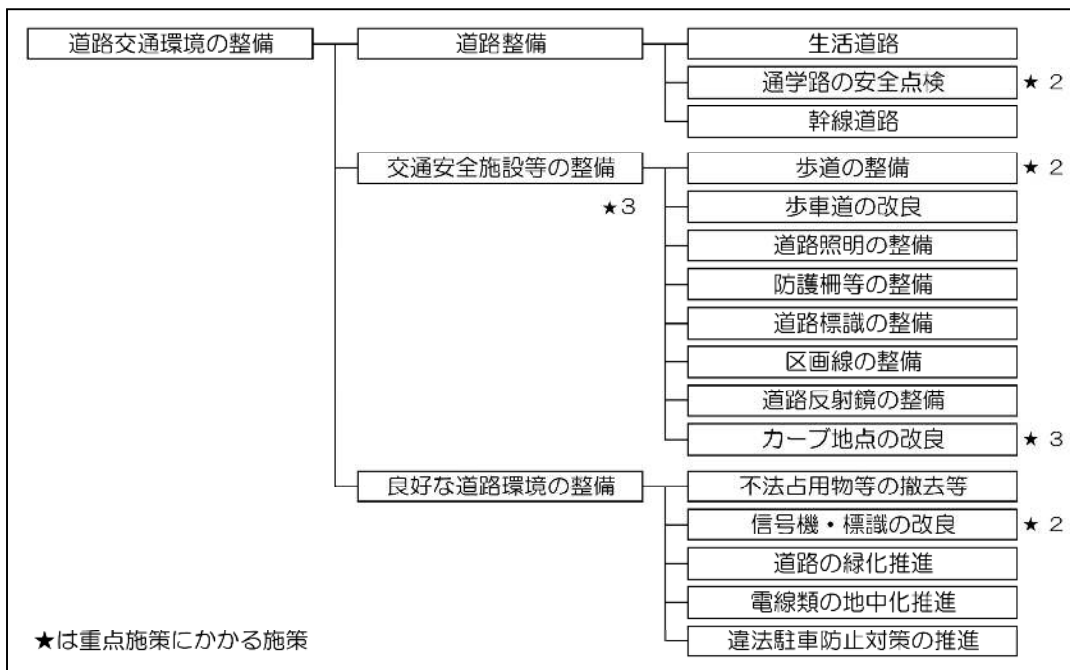 道路交通環境の整備
道路整備
生活道路
通学路の安全点検 ★ 2
幹線道路
交通安全施設等の整備
★3
歩道の整備 ★ 2
歩車道の改良
道路照明の整備
防護柵等の整備
道路標識の整備
区画線の整備
道路反射鏡の整備
カーブ地点の改良 ★ 3
良好な道路環境の整備
不法占用物等の撤去等
信号機・標識の改良 ★ 2
道路の緑化推進
電線類の地中化推進
違法駐車防止対策の推進
★は重点施策にかかる施策